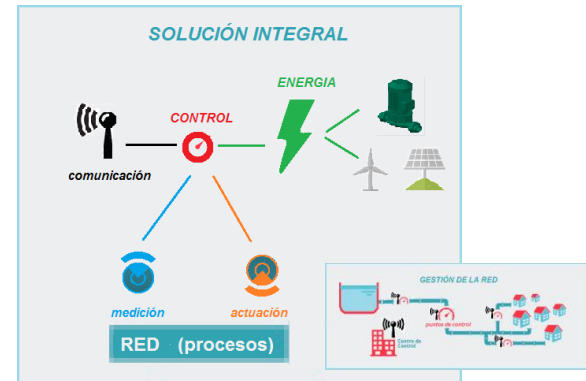 SOLUCIÓN INTEGRAL
ENERGIA
CONTROL
comunicación
medición
actuación
RED (procesos)
GESTIÓN DE LA RED
puntos de control
Centro de
Control